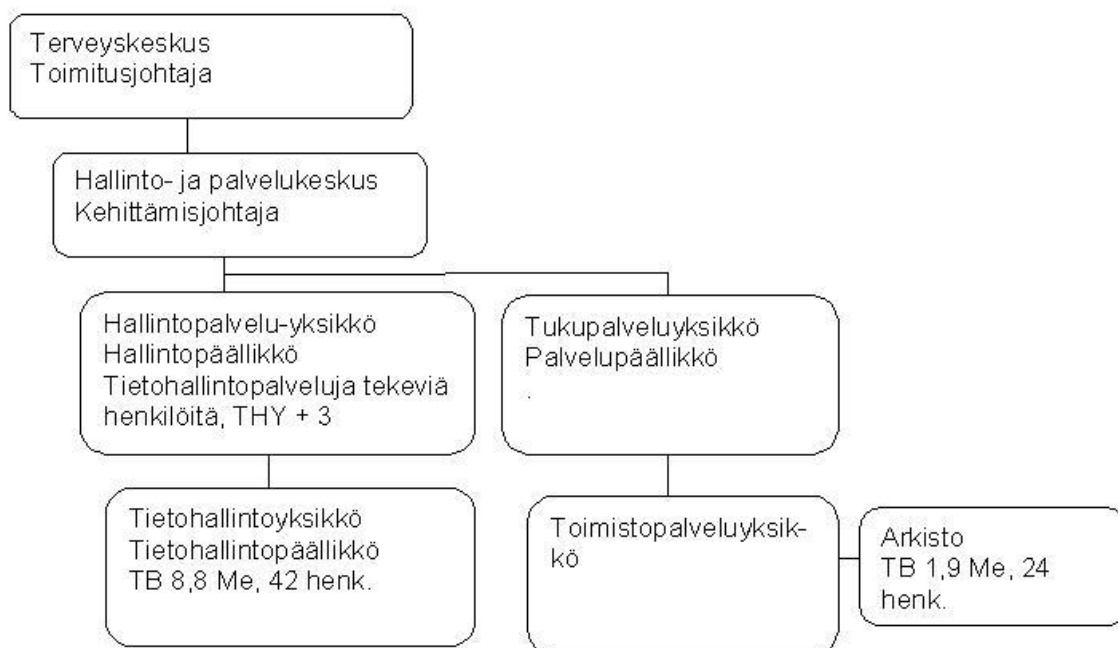 Terveyskeskus
Toimitusjohtaja
Hallinto- ja palvelukeskus
Kehittämisjohtaja
Hallintopalvelu-yksikkö
Hallintopäällikkö
Tietohallintopalveluja tekeviä
henkilöitä, THY + 3
Tukupalveluyksikkö
Palvelupäällikkö
.
Tietohallintoyksikkö
Tietohallintopäällikkö
TB 8,8 Me, 42 henk.
Toimistopalveluyksik-
kö
Arkisto
TB 1,9 Me, 24
henk.